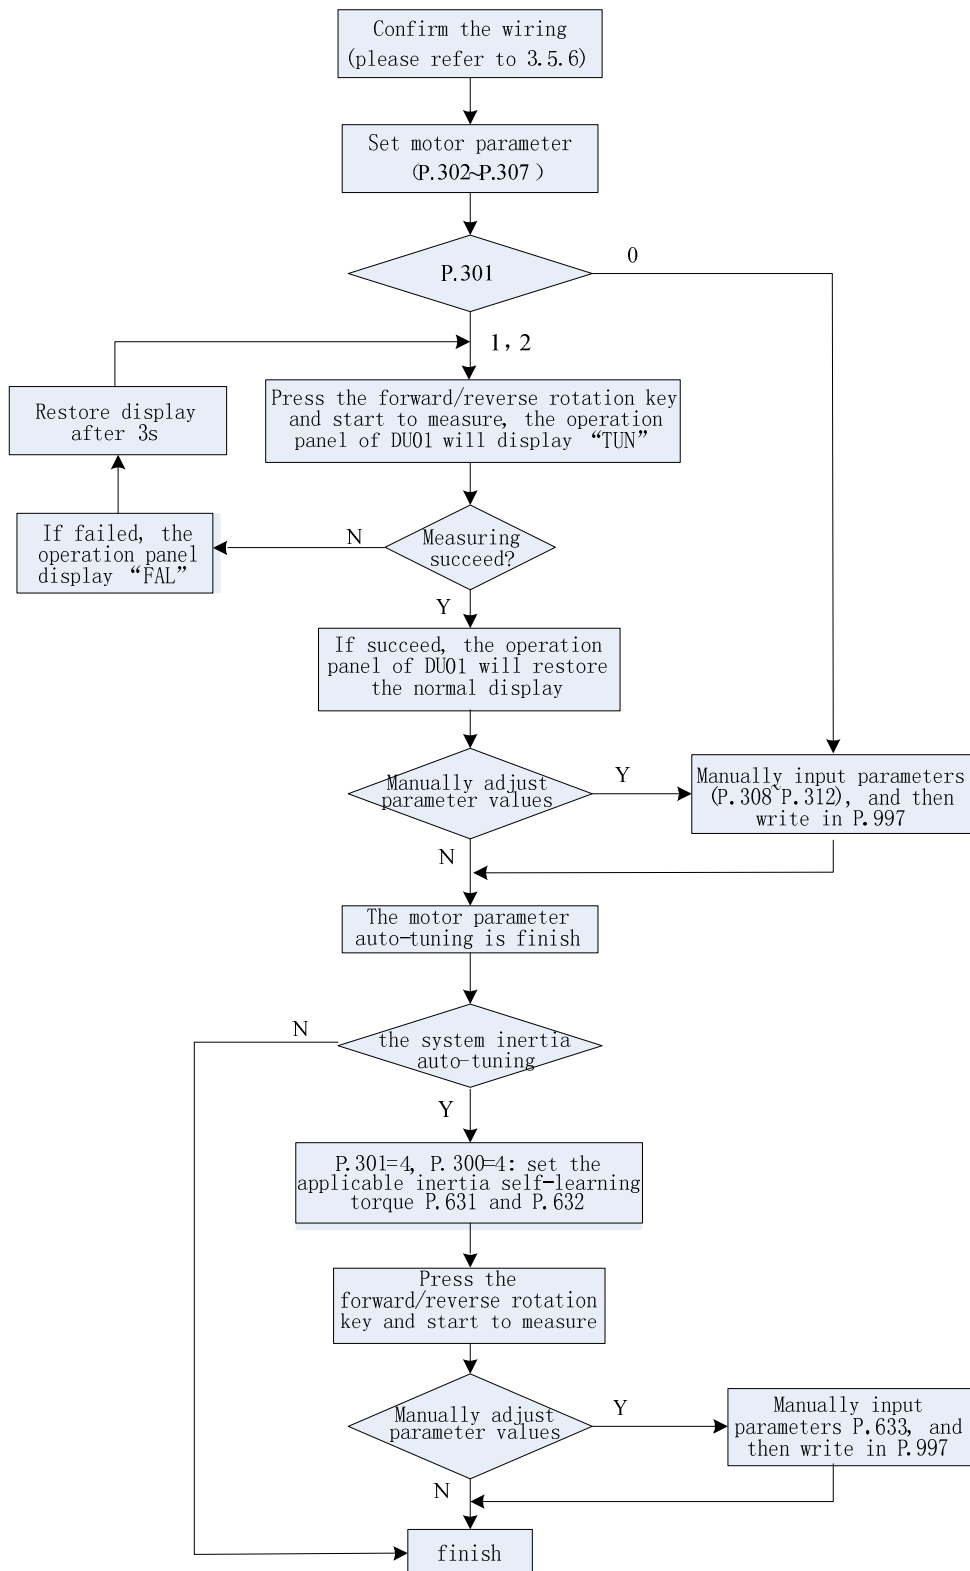 Confirm the wiring
(please refer to 3.5.6)
Set motor parameter
(P.302~P.307 )
P.301
0
1, 2
Press the forward/reverse rotation key
and start to measure, the operation
panel of DU01 will display “TUN”
Restore display
after 3s
Measuring
succeed?
N
If failed, the
operation panel
display “FAL”
Y
If succeed, the operation
panel of DU01 will restore
the normal display
Manually adjust
parameter values
Y
Manually input parameters
(P.308~P.312), and then
write in P.997
N
The motor parameter
auto-tuning is finish
the system inertia
auto-tuning
N
Y
P.301=4, P.300=4: set the
applicable inertia self-learning
torque P.631 and P.632
Press the
forward/reverse rotation
key and start to measure
Manually adjust
parameter values
Y
Manually input
parameters P.633, and
then write in P.997
N
finish